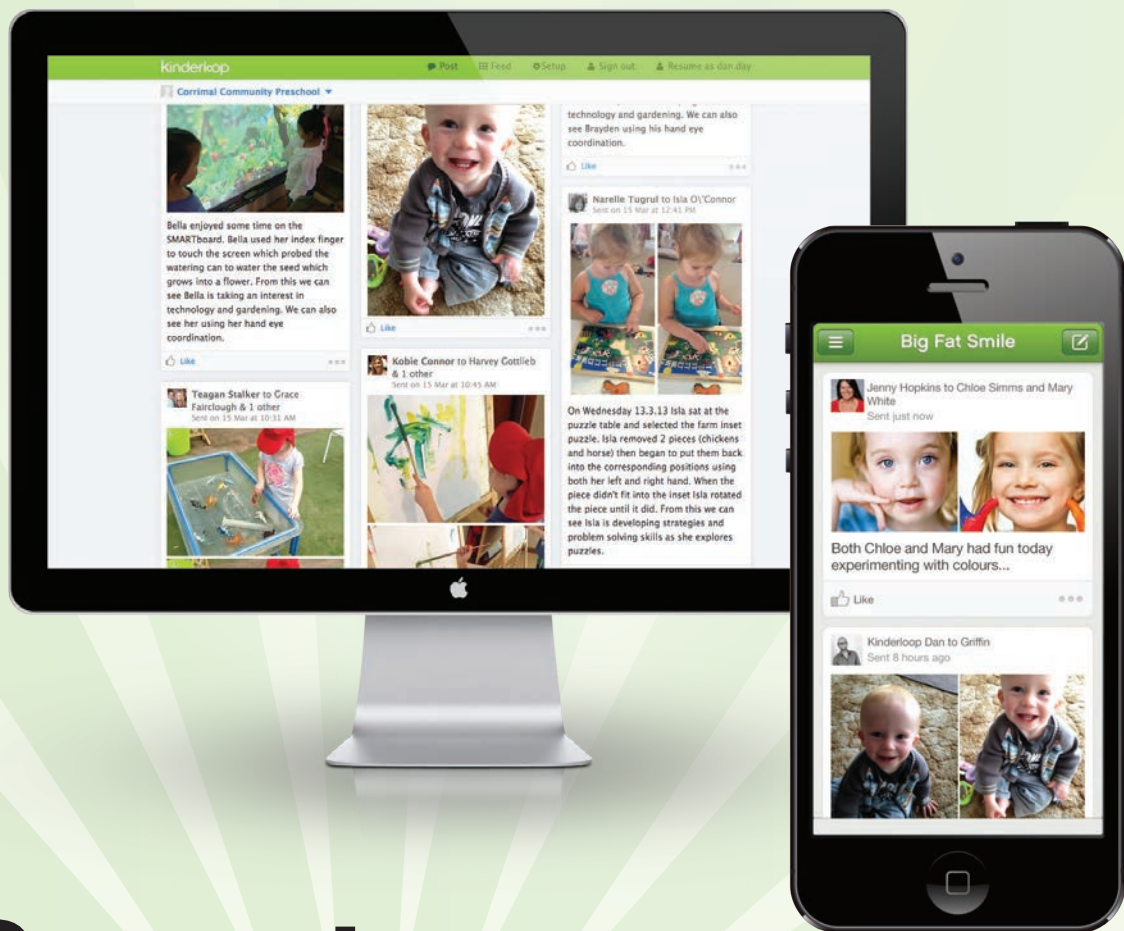 kinderloop
Post
Feed
Setup
Sign out
Resume as dan.day
Corrimal Community Preschool
Bella enjoyed some time on the
SMARTboard. Bella used her index finger
to touch the screen which probed the
watering can to water the seed which
grows into a flower. From this we can
see Bella is taking an interest in
technology and gardening. We can also
see her using her hand eye
coordination.
Like
Teagan Stalker to Grace
Fairclough & 1 other
Sent on 15 Mar at 10:31 AM
Like
Kobie Connor to Harvey Gottlieb
& 1 other
Sent on 15 Mar at 10:45 AM
technology and gardening. We can also
see Brayden using his hand eye
coordination.
Like
Narelle Tugrul to Isla O\'Connor
Sent on 15 Mar at 12:41 PM
On Wednesday 13.3.13 Isla sat at the
puzzle table and selected the farm inset
puzzle. Isla removed 2 pieces (chickens
and horse) then began to put them back
into the corresponding positions using
both her left and right hand. When the
piece didn't fit into the inset Isla rotated
the piece until it did. From this we can
see Isla is developing strategies and
problem solving skills as she explores
puzzles.
Big Fat Smile
Jenny Hopkins to Chloe Simms and Mary
White
Sent just now
Both Chloe and Mary had fun today
experimenting with colours...
Like
Kinderloop Dan to Griffin
Sent 8 hours ago